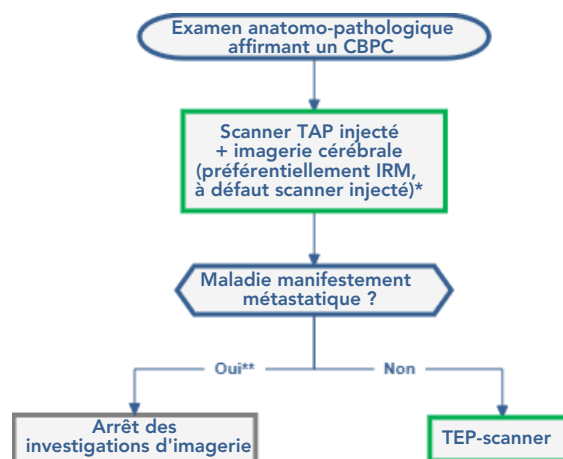 Examen anatomo-pathologique
affirmant un CBPC
Scanner TAP injecté
+ imagerie cérébrale
(préférentiellement IRM,
à défaut scanner injecté)*
Maladie manifestement
métastatique ?
Oui**
Non
Arrêt des
investigations d'imagerie
TEP-scanner